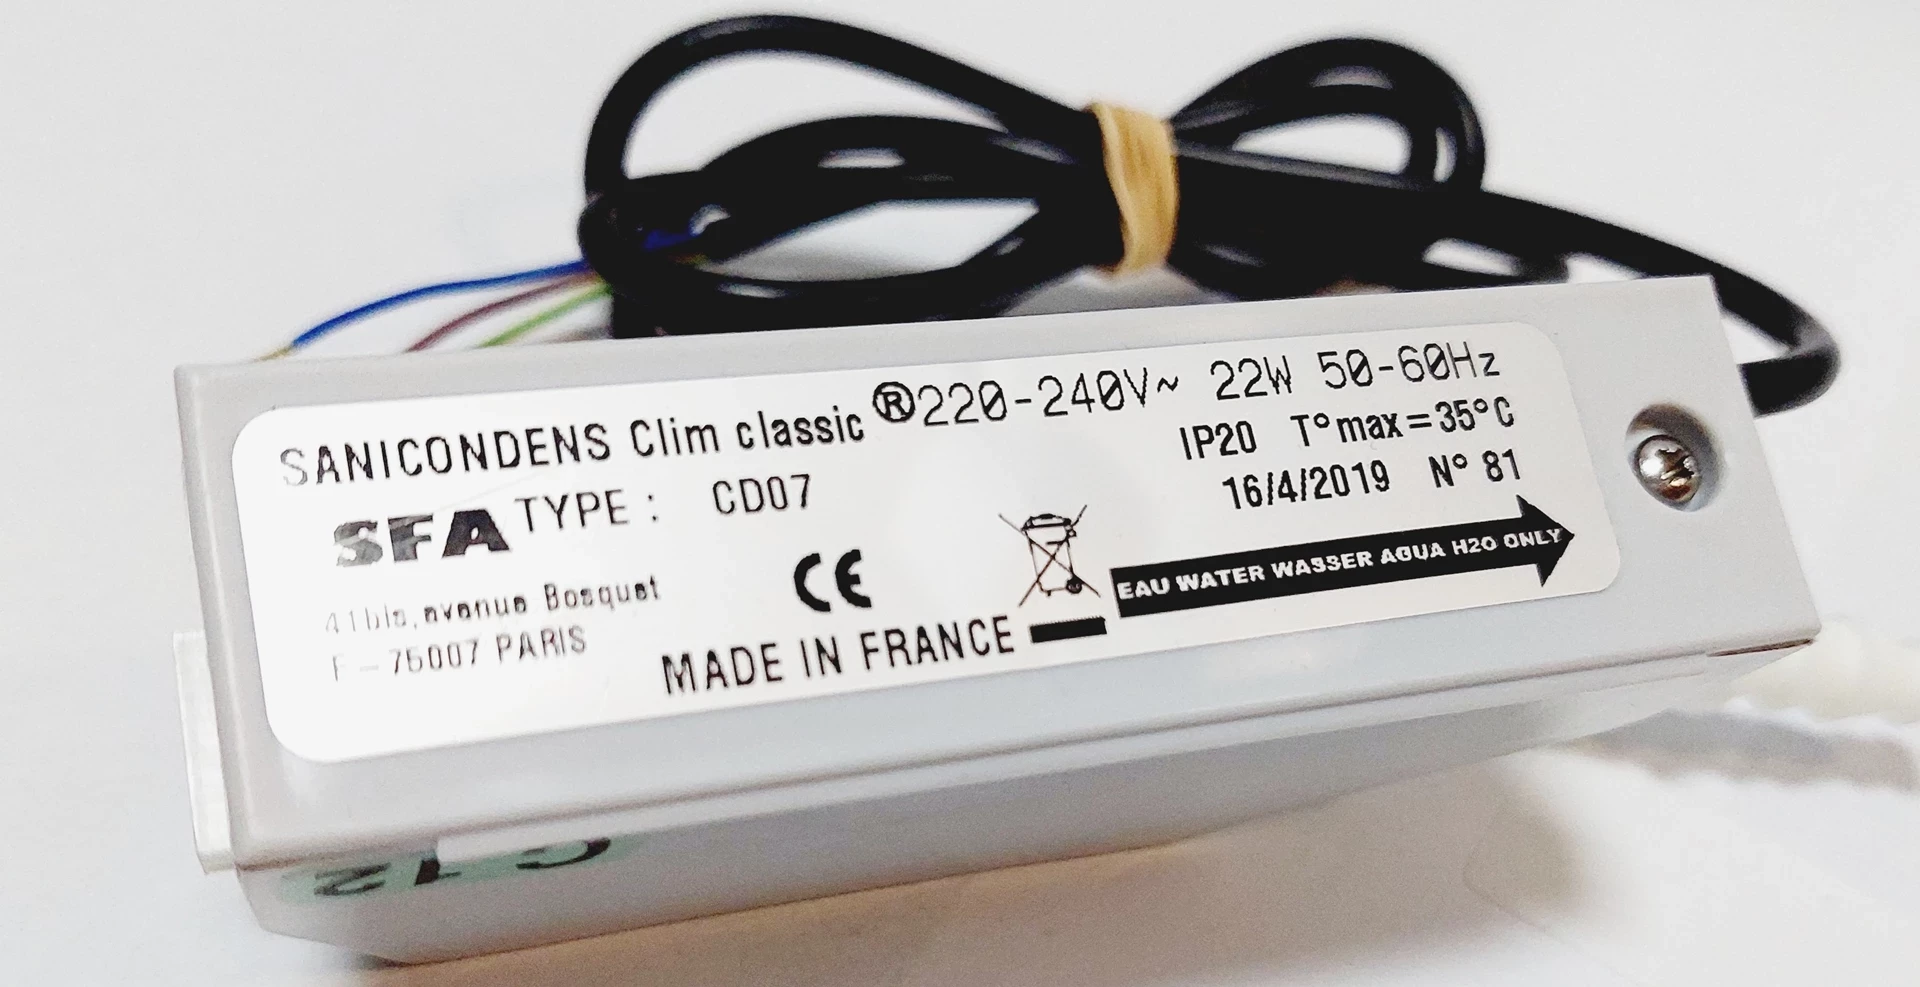 SANICONDENS Clim classic ®220-240V~ 22W 50-60Hz
IP20 T° max=35°C
SFA TYPE : CD07
16/4/2019 N° 81
CE
EAU WATER WASSER AGUA H2O ONLY
41bis, avenue Bosquet
F-75007 PARIS
MADE IN FRANCE
C12